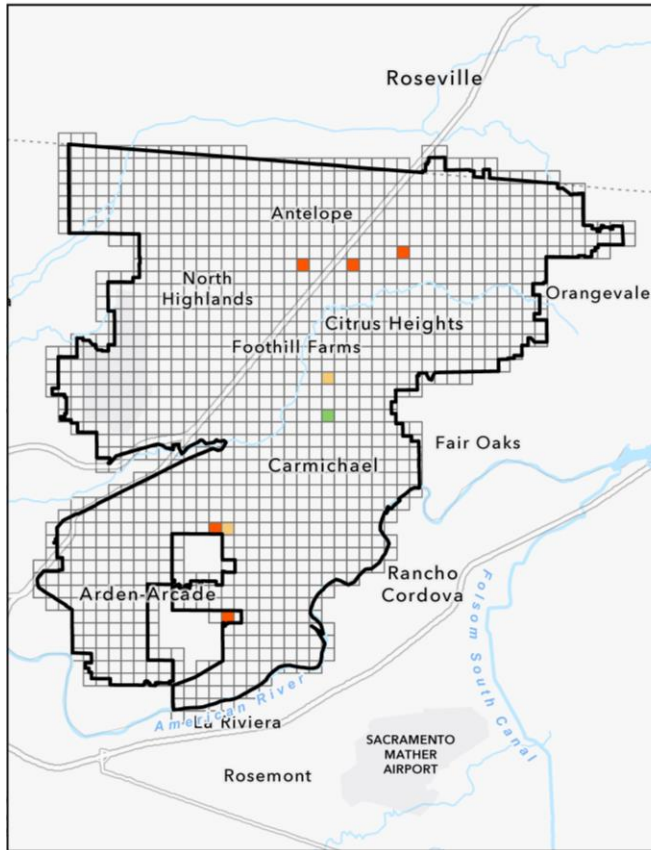 Roseville
Antelope
North
Highlands
Orangevale
Citrus Heights
Foothill Farms
Fair Oaks
Carmichael
Rancho
Cordova
Arden-Arcade
Folsom South Canal
American River
La Riviera
SACRAMENTO
MATHER
AIRPORT
Rosemont